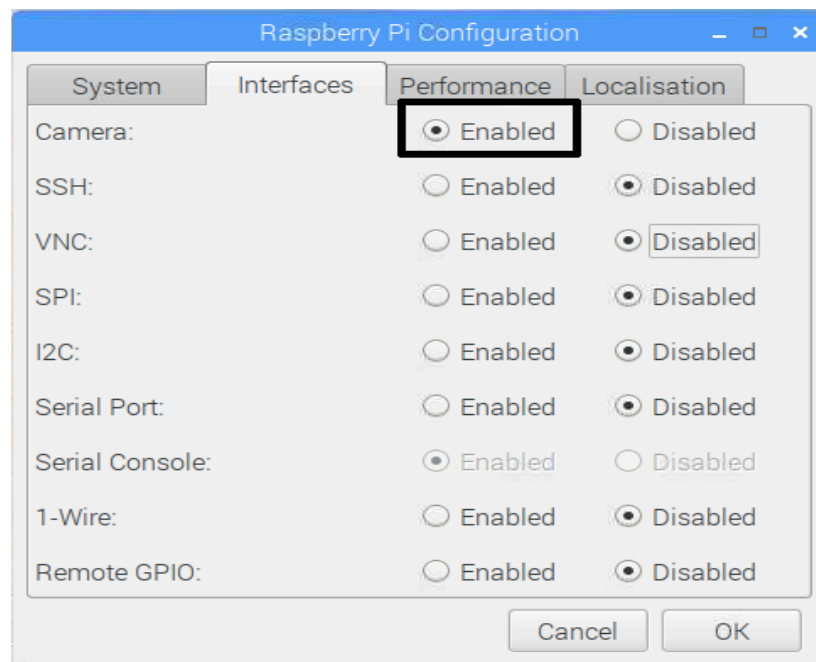 Raspberry Pi Configuration
System Interfaces Performance Localisation
Camera: Enabled Disabled
SSH: Enabled Disabled
VNC: Enabled Disabled
SPI: Enabled Disabled
I2C: Enabled Disabled
Serial Port: Enabled Disabled
Serial Console: Enabled Disabled
1-Wire: Enabled Disabled
Remote GPIO: Enabled Disabled
Cancel OK